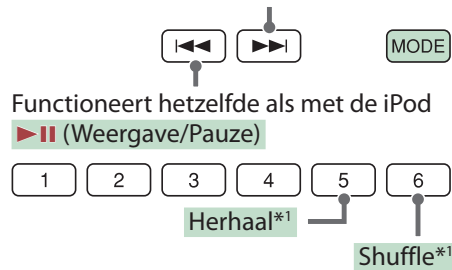 MODE
Functioneert hetzelfde als met de iPod
►II (Weergave/Pauze)
1 2 3 4 5 6
Herhaal*1
Shuffle*1